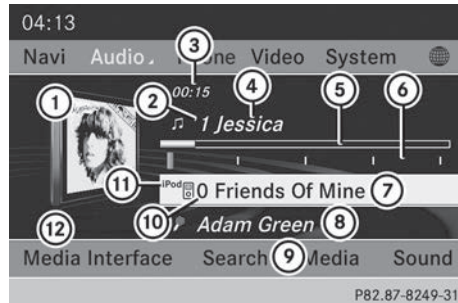 04:13
Navi Audio Phone Video System
3
00:15
1 2 4 5 6
1 Jessica
11
iPod 0 Friends Of Mine 7
10
Adam Green 8
12 9
Media Interface Search Media Sound
P82.87-8249-31